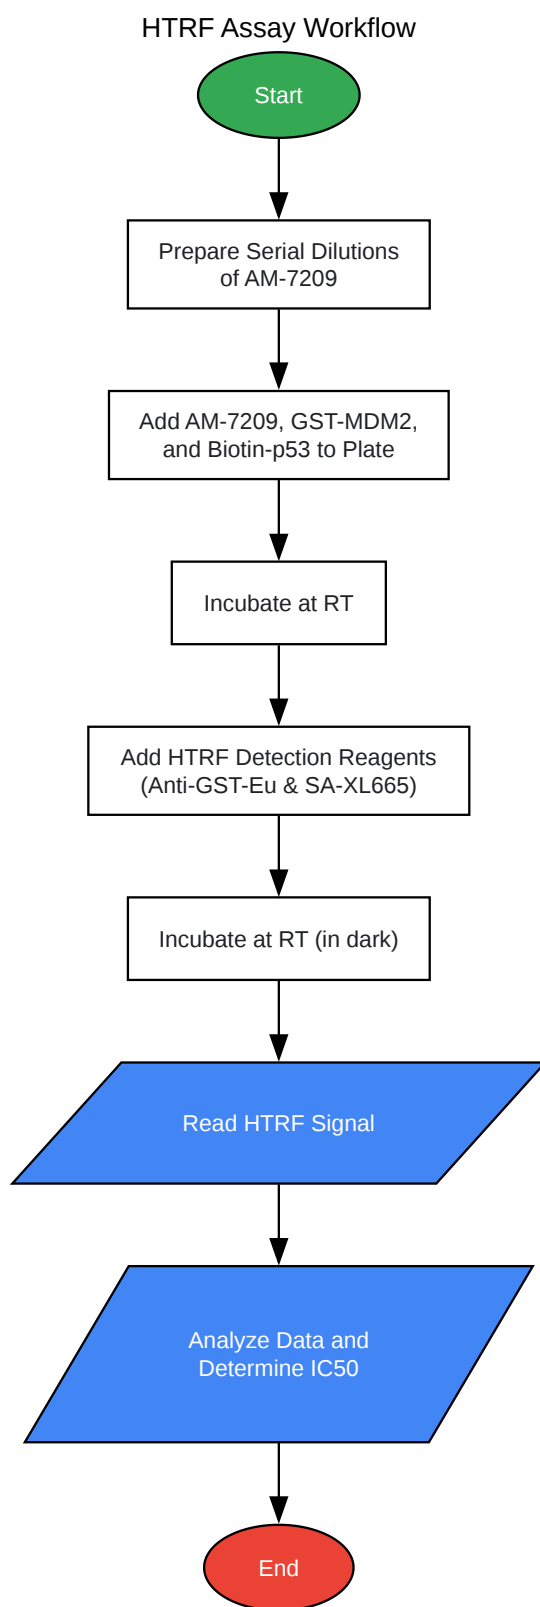 HTRF Assay Workflow
Start
Prepare Serial Dilutions
of AM-7209
Add AM-7209, GST-MDM2,
and Biotin-p53 to Plate
Incubate at RT
Add HTRF Detection Reagents
(Anti-GST-Eu & SA-XL665)
Incubate at RT (in dark)
Read HTRF Signal
Analyze Data and
Determine IC50
End